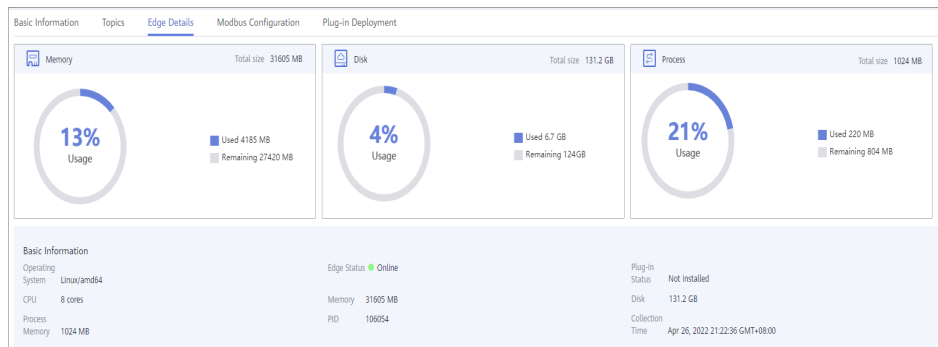 Basic Information Topics Edge Details Modbus Configuration Plug-in Deployment
Memory Total size 31605 MB
13%
Usage
Used 4185 MB
Remaining 27420 MB
Disk Total size 131.2 GB
4%
Usage
Used 6.7 GB
Remaining 124GB
Process Total size 1024 MB
21%
Usage
Used 220 MB
Remaining 804 MB
Basic Information
Operating
System Linux/amd64
Edge Status Online
Plug-in
Status Not installed
CPU 8 cores
Memory 31605 MB
Disk 131.2 GB
Process
Memory 1024 MB
PID 106054
Collection
Time Apr 26, 2022 21:22:36 GMT+08:00